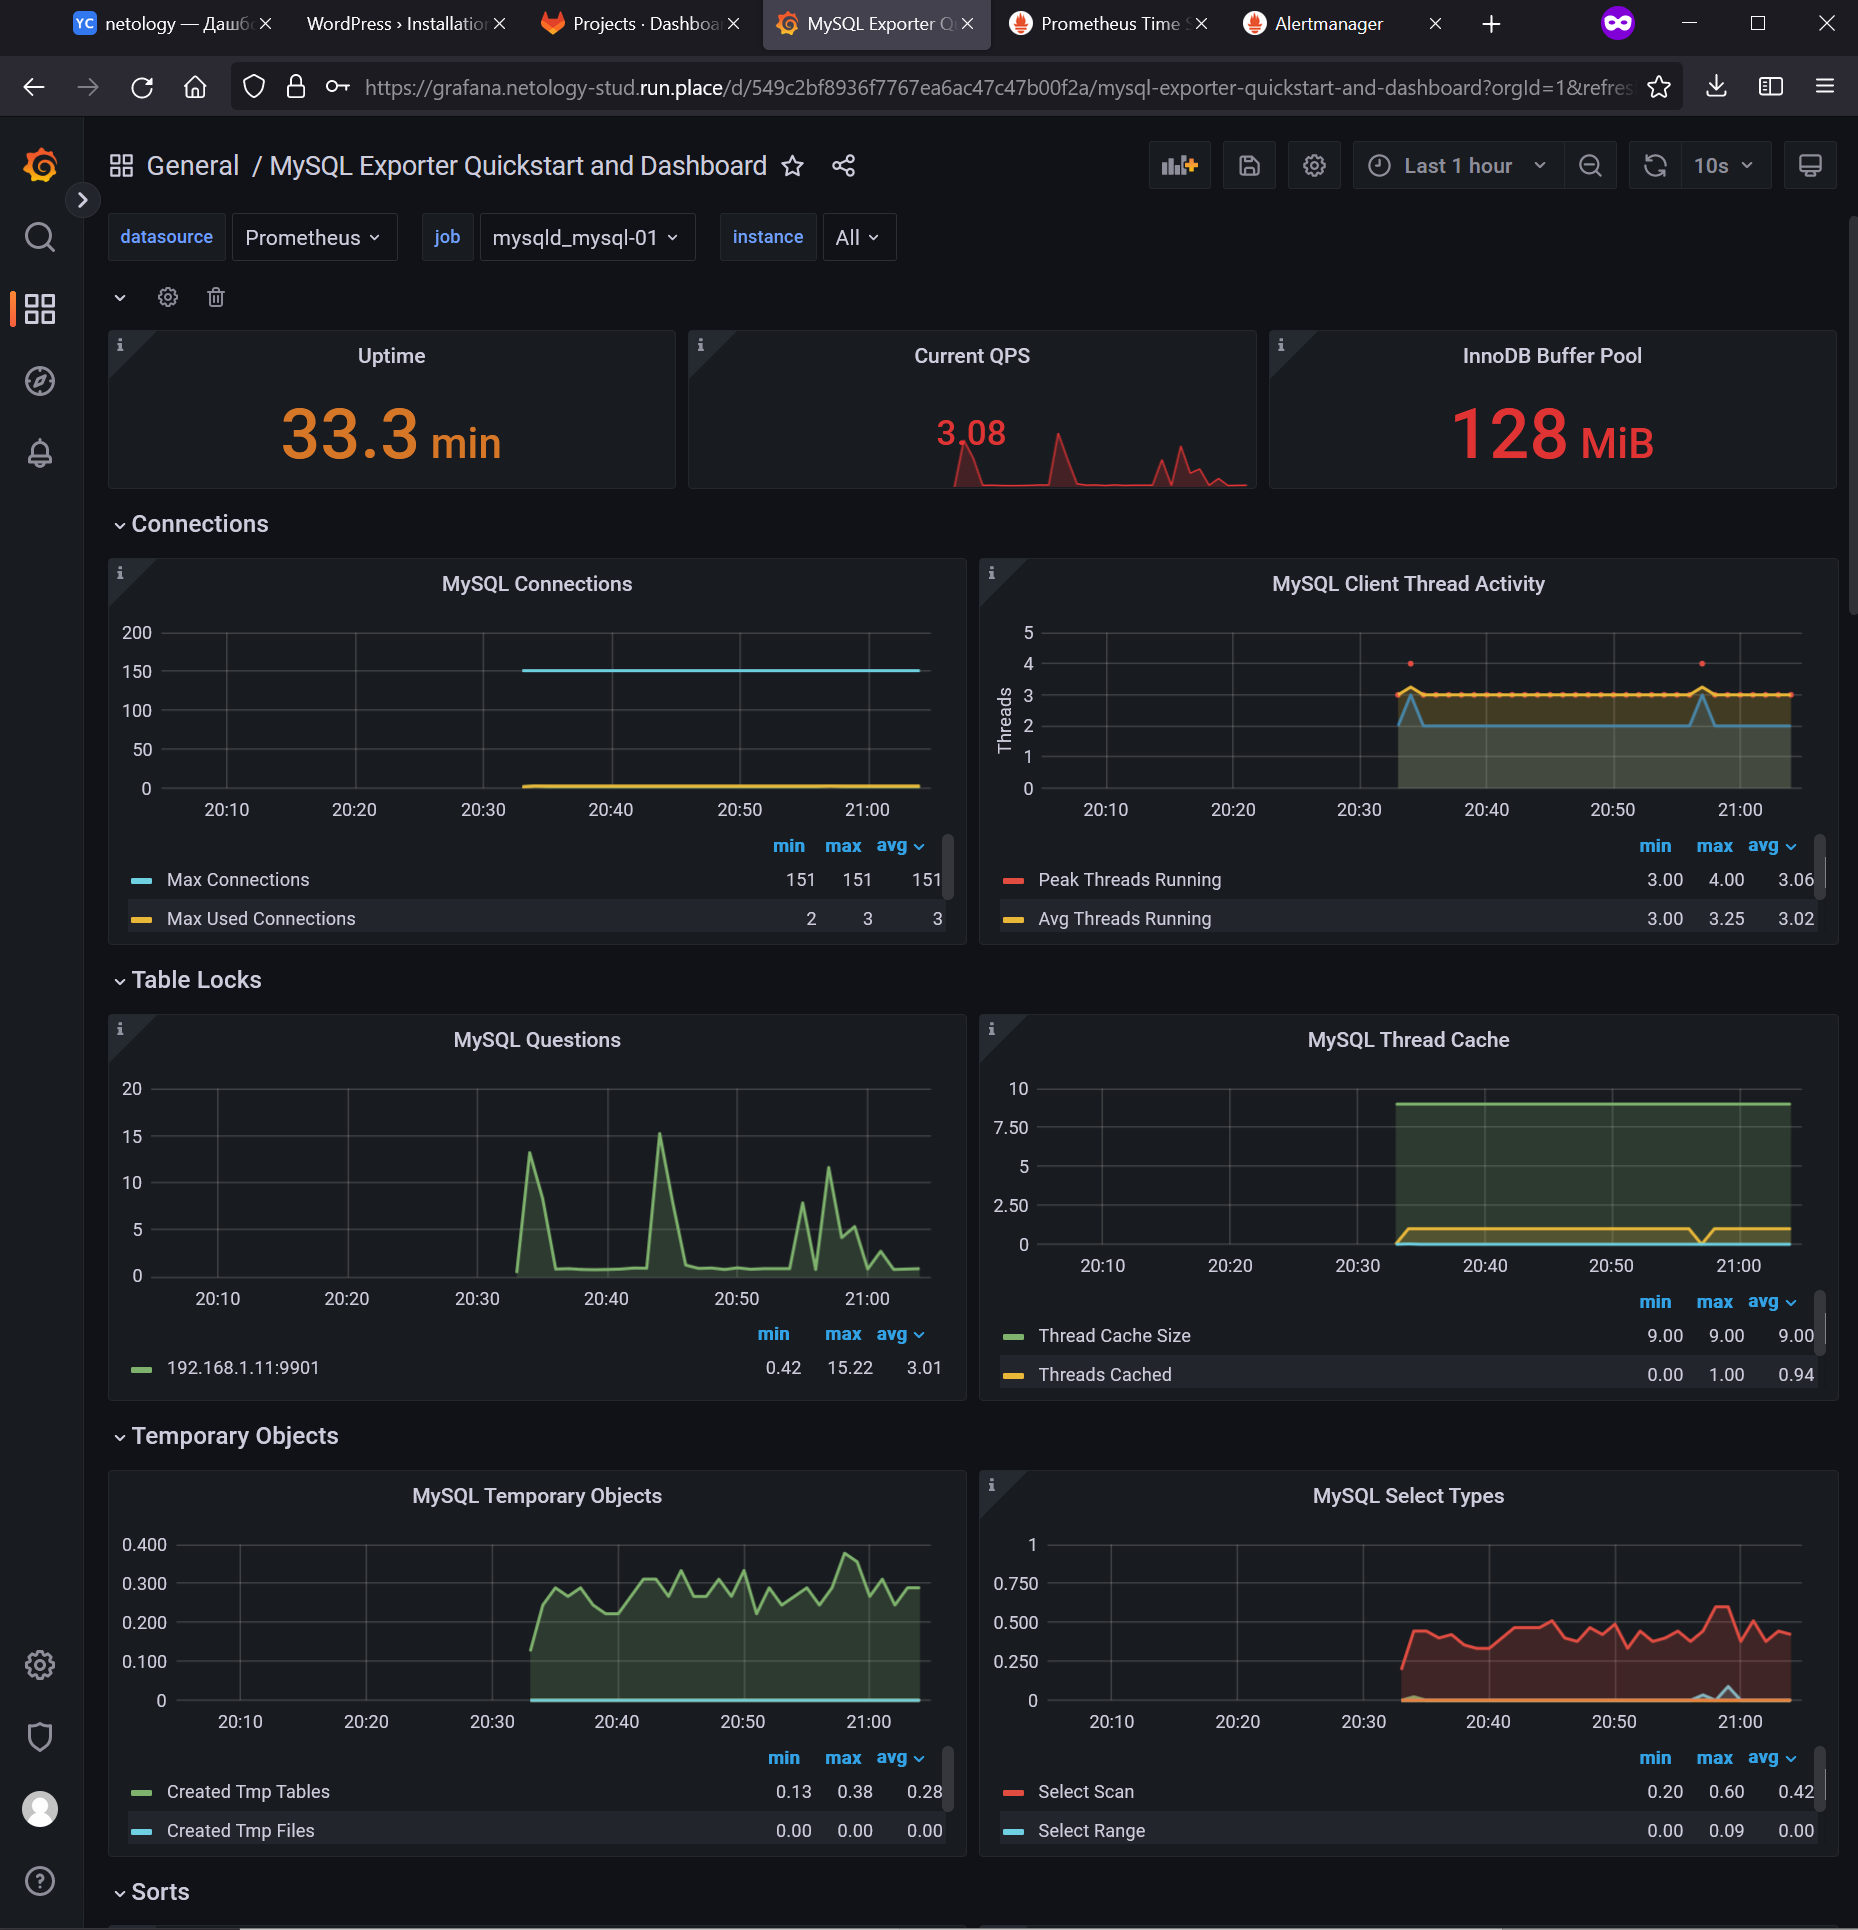 YC netology — Дашб
WordPress › Installation
Projects · Dashboar
MySQL Exporter Q
Prometheus Time S
Alertmanager
https://grafana.netology-stud.run.place/d/549c2bf8936f7767ea6ac47c47b00f2a/mysql-exporter-quickstart-and-dashboard?orgId=1&refres
General / MySQL Exporter Quickstart and Dashboard
Last 1 hour
10s
datasource Prometheus job mysqld_mysql-01 instance All
Uptime
33.3 min
Current QPS
3.08
InnoDB Buffer Pool
128 MiB
Connections
MySQL Connections
200
150
100
50
0
20:10 20:20 20:30 20:40 20:50 21:00
min max avg
Max Connections 151 151 151
Max Used Connections 2 3 3
MySQL Client Thread Activity
Threads
5
4
3
2
1
0
20:10 20:20 20:30 20:40 20:50 21:00
min max avg
Peak Threads Running 3.00 4.00 3.06
Avg Threads Running 3.00 3.25 3.02
Table Locks
MySQL Questions
20
15
10
5
0
20:10 20:20 20:30 20:40 20:50 21:00
min max avg
192.168.1.11:9901 0.42 15.22 3.01
MySQL Thread Cache
10
7.50
5
2.50
0
20:10 20:20 20:30 20:40 20:50 21:00
min max avg
Thread Cache Size 9.00 9.00 9.00
Threads Cached 0.00 1.00 0.94
Temporary Objects
MySQL Temporary Objects
0.400
0.300
0.200
0.100
0
20:10 20:20 20:30 20:40 20:50 21:00
min max avg
Created Tmp Tables 0.13 0.38 0.28
Created Tmp Files 0.00 0.00 0.00
MySQL Select Types
1
0.750
0.500
0.250
0
20:10 20:20 20:30 20:40 20:50 21:00
min max avg
Select Scan 0.20 0.60 0.42
Select Range 0.00 0.09 0.00
Sorts